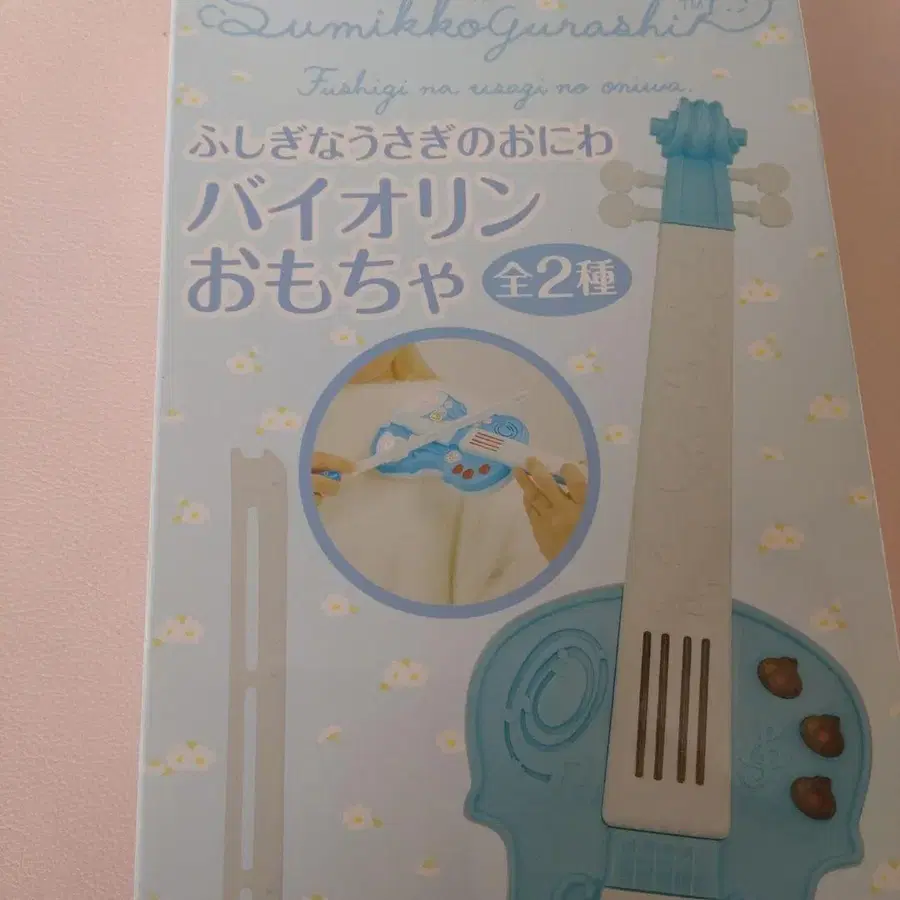 Sumikkogurashi™
Fushigi na usagi no oniwa.
ふしぎなうさぎのおにわ
バイオリン
おもちゃ 全2種